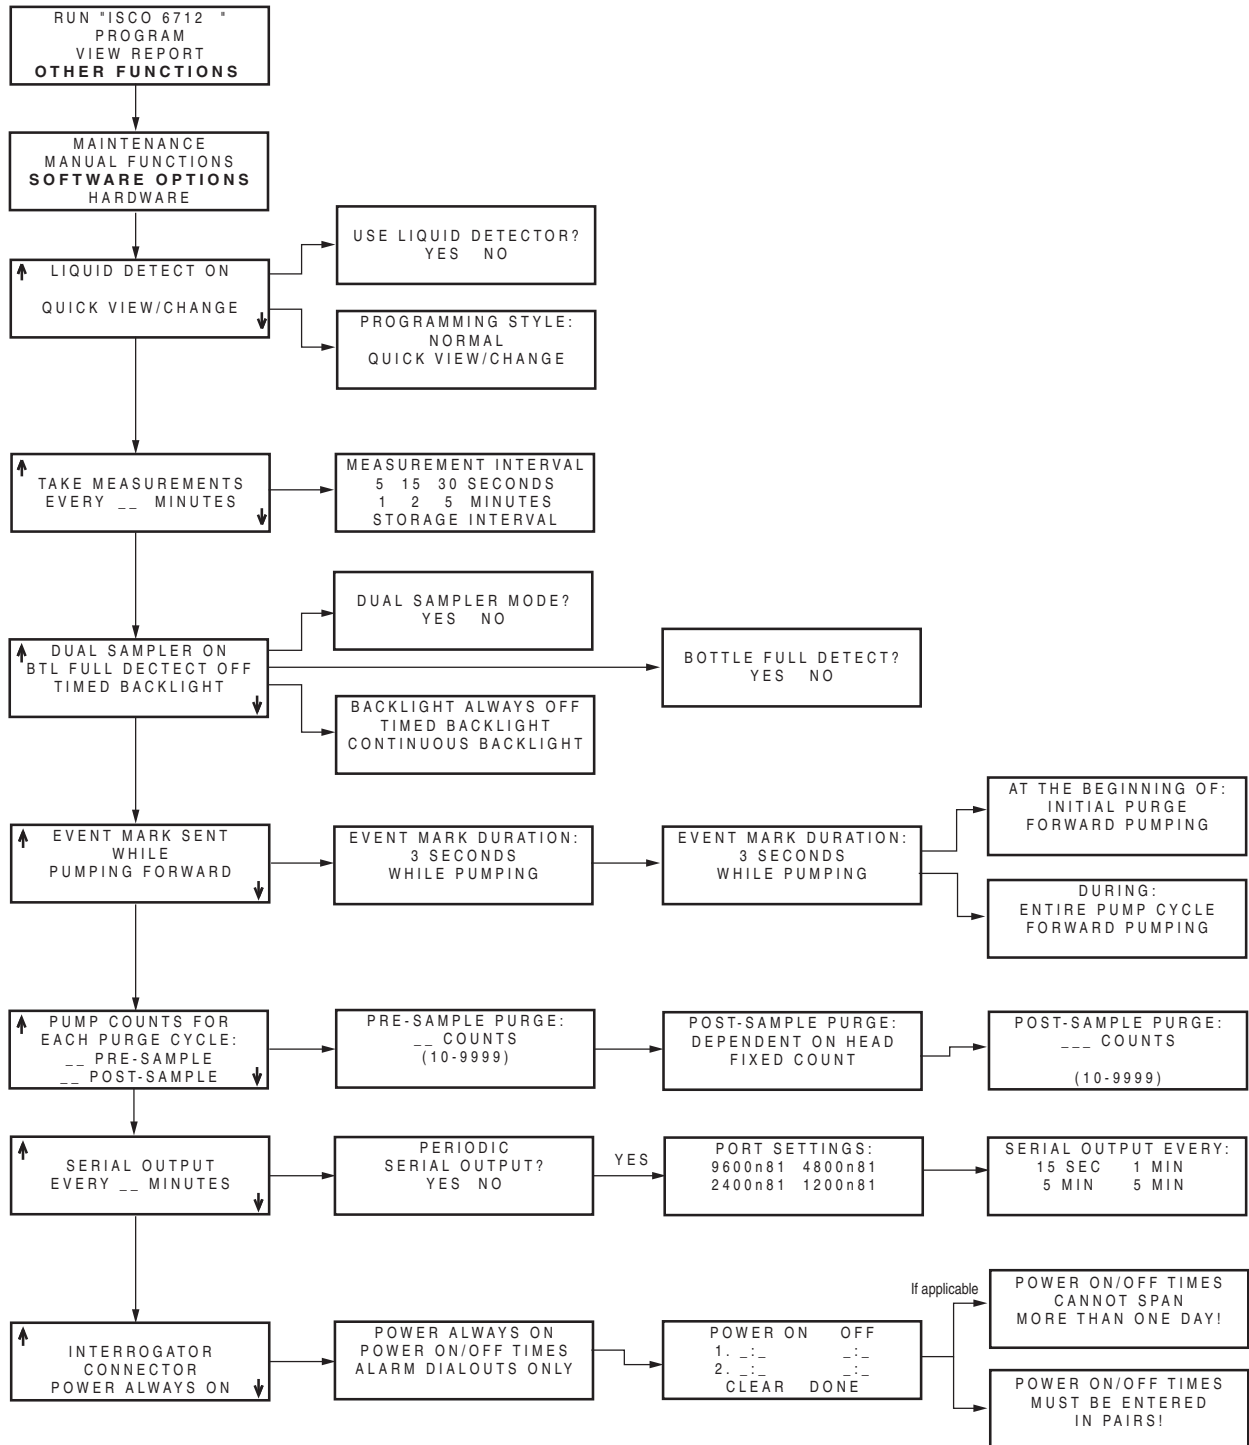 RUN "ISCO 6712 "
PROGRAM
VIEW REPORT
OTHER FUNCTIONS
MAINTENANCE
MANUAL FUNCTIONS
SOFTWARE OPTIONS
HARDWARE
LIQUID DETECT ON
QUICK VIEW/CHANGE
USE LIQUID DETECTOR?
YES NO
PROGRAMMING STYLE:
NORMAL
QUICK VIEW/CHANGE
TAKE MEASUREMENTS
EVERY __ MINUTES
MEASUREMENT INTERVAL
5 15 30 SECONDS
1 2 5 MINUTES
STORAGE INTERVAL
DUAL SAMPLER ON
BTL FULL DECTECT OFF
TIMED BACKLIGHT
DUAL SAMPLER MODE?
YES NO
BOTTLE FULL DETECT?
YES NO
BACKLIGHT ALWAYS OFF
TIMED BACKLIGHT
CONTINUOUS BACKLIGHT
EVENT MARK SENT
WHILE
PUMPING FORWARD
EVENT MARK DURATION:
3 SECONDS
WHILE PUMPING
EVENT MARK DURATION:
3 SECONDS
WHILE PUMPING
AT THE BEGINNING OF:
INITIAL PURGE
FORWARD PUMPING
DURING:
ENTIRE PUMP CYCLE
FORWARD PUMPING
PUMP COUNTS FOR
EACH PURGE CYCLE:
__ PRE-SAMPLE
__ POST-SAMPLE
PRE-SAMPLE PURGE:
__ COUNTS
(10-9999)
POST-SAMPLE PURGE:
DEPENDENT ON HEAD
FIXED COUNT
POST-SAMPLE PURGE:
___ COUNTS
(10-9999)
SERIAL OUTPUT
EVERY __ MINUTES
PERIODIC
SERIAL OUTPUT?
YES NO
YES
PORT SETTINGS:
9600n81 4800n81
2400n81 1200n81
SERIAL OUTPUT EVERY:
15 SEC 1 MIN
5 MIN 5 MIN
INTERROGATOR
CONNECTOR
POWER ALWAYS ON
POWER ALWAYS ON
POWER ON/OFF TIMES
ALARM DIALOUTS ONLY
POWER ON OFF
1. _:_ _:_
2. _:_ _:_
CLEAR DONE
If applicable
POWER ON/OFF TIMES
CANNOT SPAN
MORE THAN ONE DAY!
POWER ON/OFF TIMES
MUST BE ENTERED
IN PAIRS!